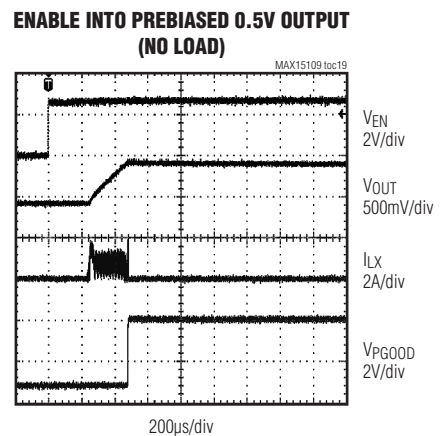 ENABLE INTO PREBIASED 0.5V OUTPUT
(NO LOAD)
MAX15109 toc19
T
VEN
2V/div
VOUT
500mV/div
ILX
2A/div
VPGOOD
2V/div
200µs/div